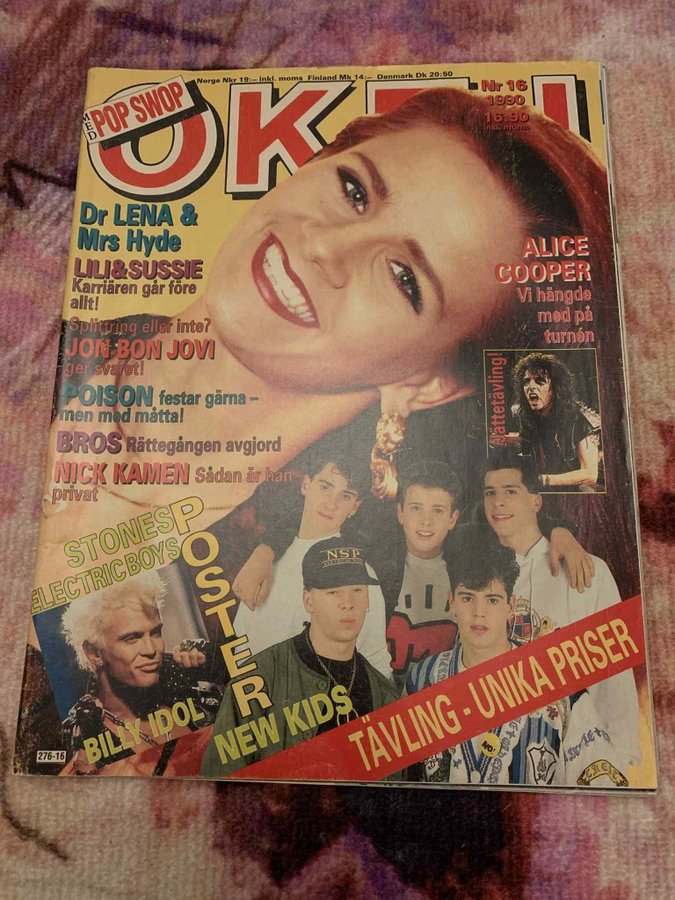 Norge Nkr 19:– inkl. moms Finland Mk 14:– Danmark Dk 20:50
MED
POP SWOP
OKEJ
Nr 16
1990
16:90
inkl. moms
Dr LENA &
Mrs Hyde
LILI&SUSSIE
Karriären går före
allt!
Splittring eller inte?
JON BON JOVI
ger svaret!
POISON festar gärna –
men med måtta!
BROS Rättegången avgjord
NICK KAMEN Sådan är han
privat
ALICE
COOPER
Vi hängde
med på
turnén
Jättetävling!
STONES
ELECTRIC BOYS
POSTER
BILLY IDOL
NEW KIDS
NSP
TÄVLING - UNIKA PRISER
276-16